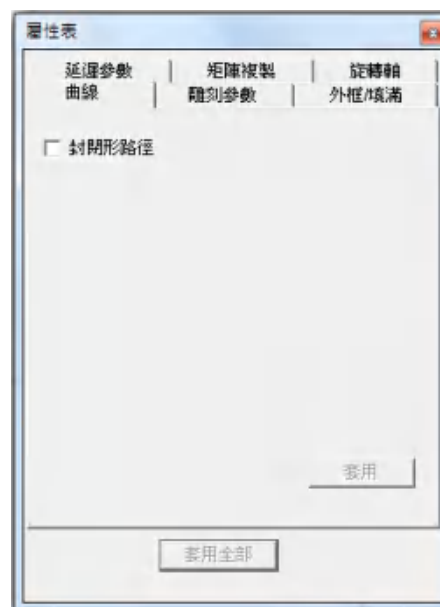 屬性表
延遲參數 矩陣複製 旋轉軸
曲線 雕刻參數 外框/填滿
封閉形路徑
套用
套用全部